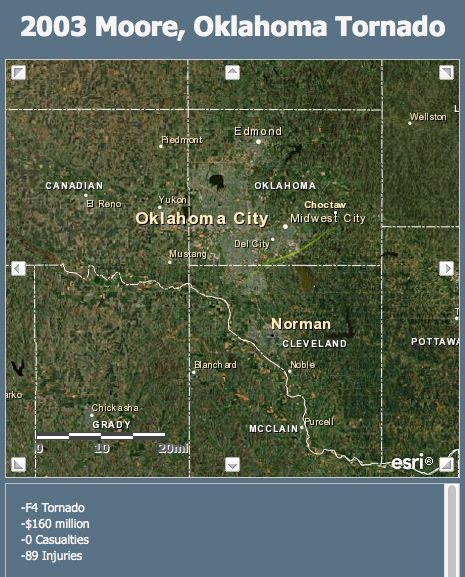 2003 Moore, Oklahoma Tornado
Wellston
L
Edmond
Piedmont
CANADIAN
OKLAHOMA
El Reno
Yukon
Choctaw
Oklahoma City
Midwest City
Del City
Mustang
Norman
CLEVELAND
POTTAWA
T
Blanchard
Noble
arko
Chickasha
GRADY
Purcell
MCCLAIN
0 10 20mi
esri®
-F4 Tornado
-$160 million
-0 Casualties
-89 Injuries